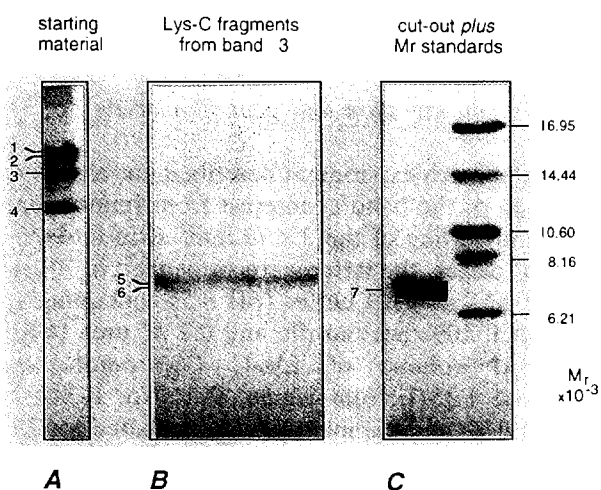 starting
material
Lys-C fragments
from band 3
cut-out plus
Mr standards
1
2
3
4
5
6
7
16.95
14.44
10.60
8.16
6.21
Mr
x10-3
A
B
C